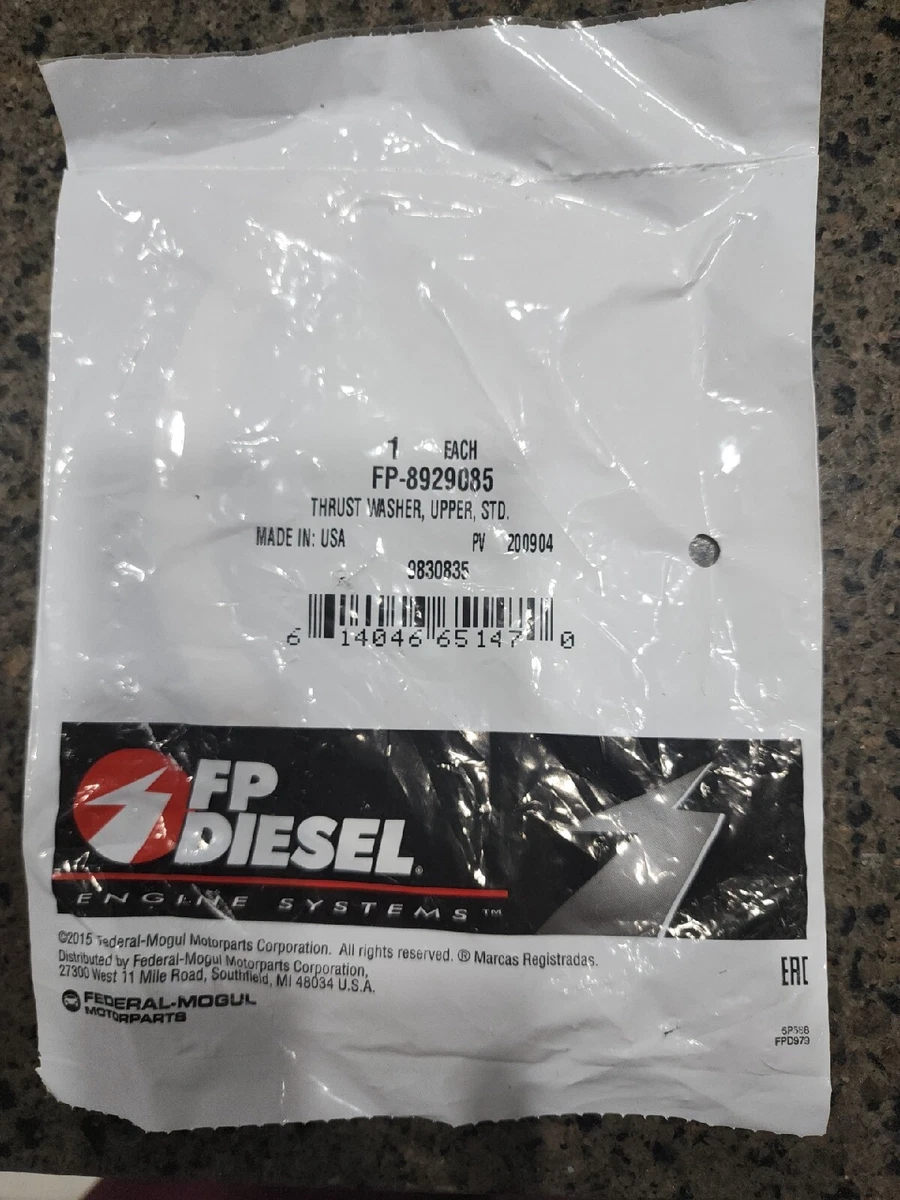 1 EACH
FP-8929085
THRUST WASHER, UPPER, STD.
MADE IN: USA PV 200904
9830835
6 14046 65147 0
FP
DIESEL®
ENGINE SYSTEMS™
©2015 Federal-Mogul Motorparts Corporation. All rights reserved. ® Marcas Registradas.
Distributed by Federal-Mogul Motorparts Corporation,
27300 West 11 Mile Road, Southfield, MI 48034 U.S.A.
FEDERAL-MOGUL
MOTORPARTS
EAC
FPD979